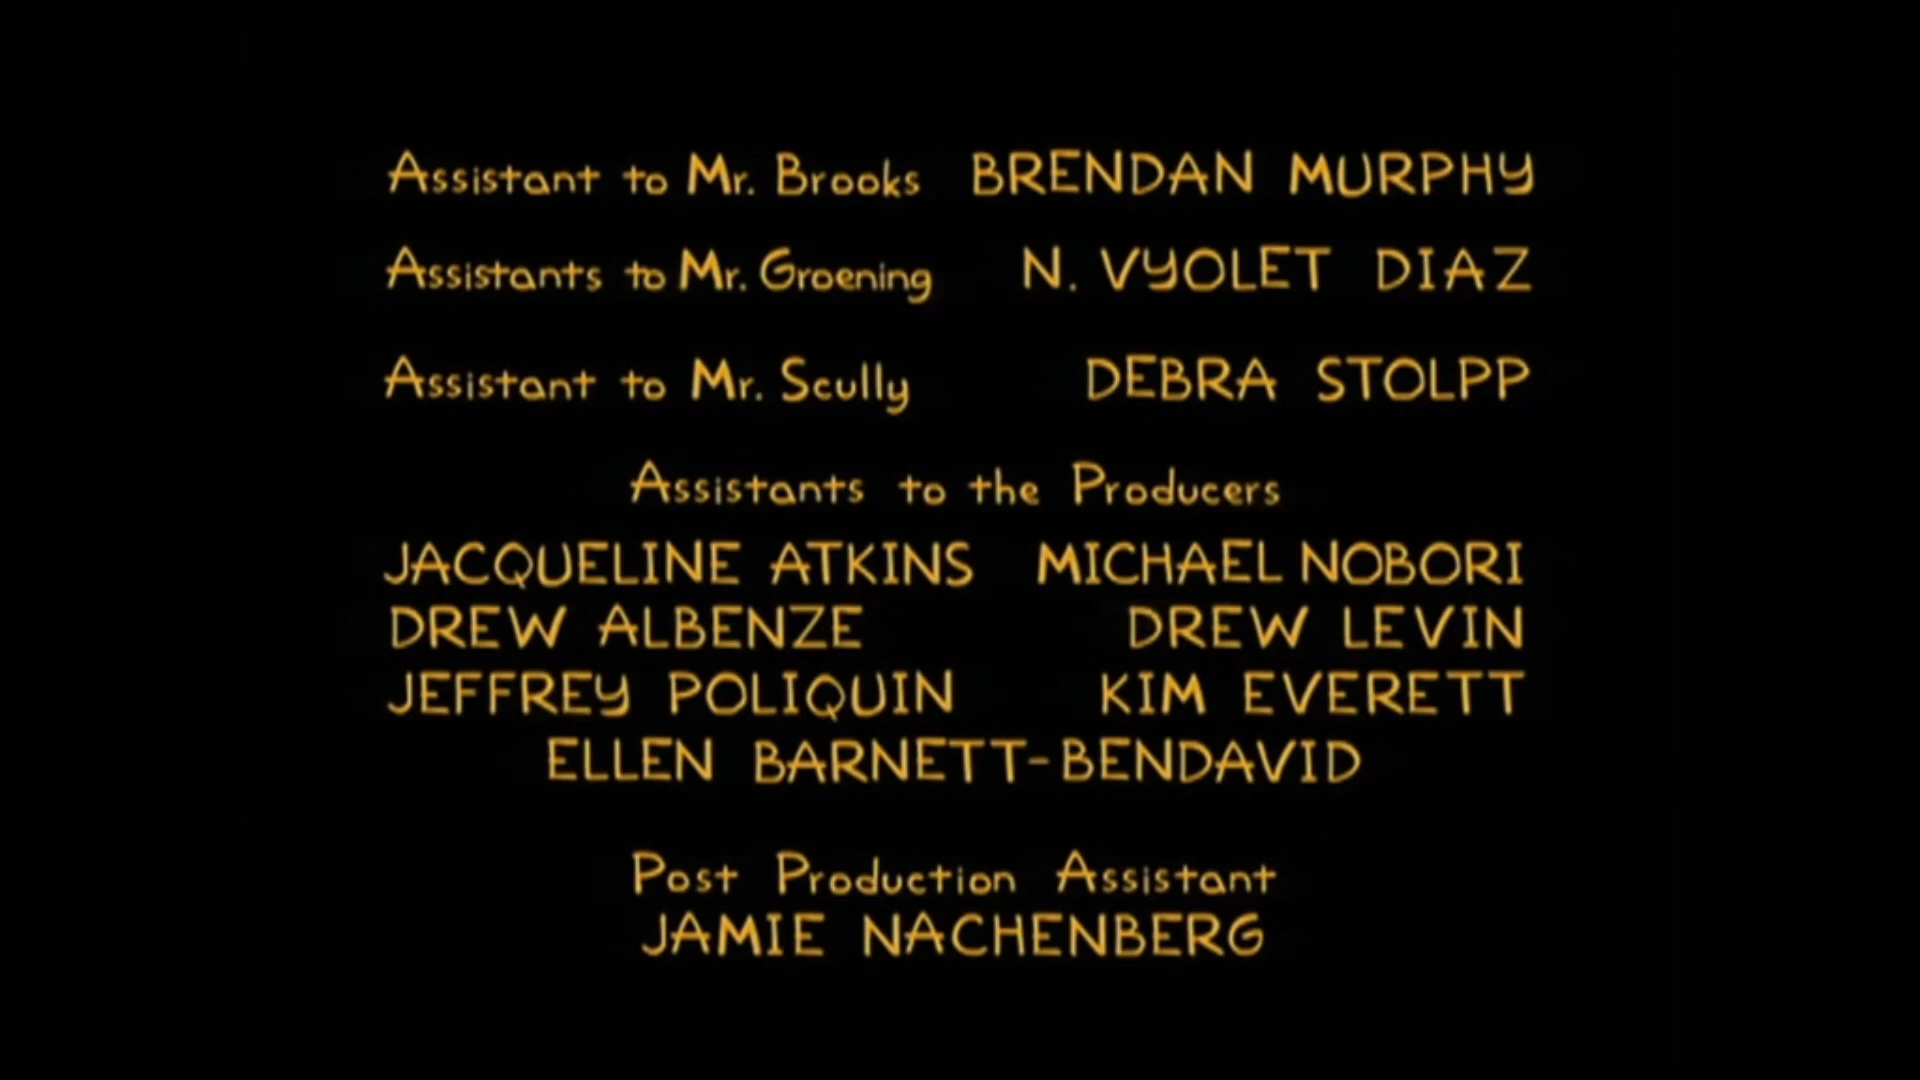 Assistant to Mr. Brooks BRENDAN MURPHY
Assistants to Mr. Groening N. VYOLET DIAZ
Assistant to Mr. Scully DEBRA STOLPP
Assistants to the Producers
JACQUELINE ATKINS MICHAEL NOBORI
DREW ALBENZE DREW LEVIN
JEFFREY POLIQUIN KIM EVERETT
ELLEN BARNETT-BENDAVID
Post Production Assistant
JAMIE NACHENBERG